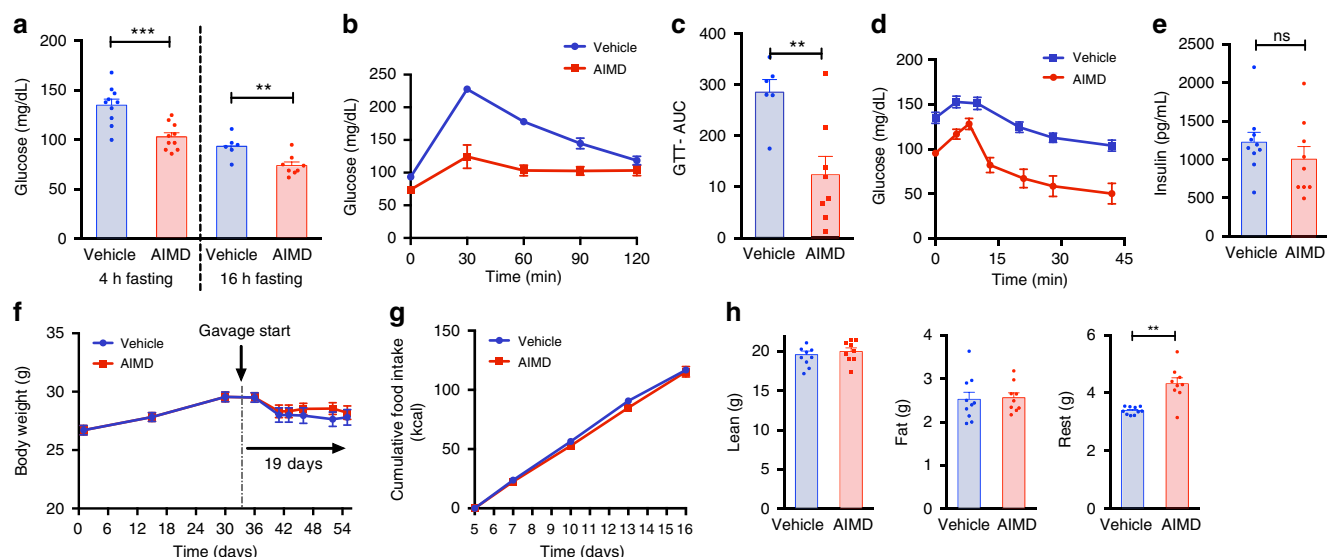 a
Glucose (mg/dL)
200
150
100
50
0
***
**
Vehicle AIMD Vehicle AIMD
4 h fasting 16 h fasting
b
Glucose (mg/dL)
250
200
150
100
50
0
Vehicle
AIMD
0 30 60 90 120
Time (min)
c
GTT- AUC
400
300
200
10
0
**
Vehicle AIMD
d
Glucose (mg/dL)
200
150
100
50
0
Vehicle
AIMD
0 15 30 45
Time (min)
e
Insulin (pg/mL)
2500
2000
1500
1000
500
0
ns
Vehicle AIMD
f
Body weight (g)
35
30
25
20
Gavage start
Vehicle
AIMD
19 days
0 6 12 18 24 30 36 42 48 54
Time (days)
g
Cumulative food intake
(kcal)
150
100
50
0
Vehicle
AIMD
5 6 7 8 9 10 11 12 13 14 15 16
Time (days)
h
Lean (g)
20
15
10
5
0
Vehicle AIMD
Fat (g)
4
3
2
1
0
Vehicle AIMD
Rest (g)
6
4
2
0
**
Vehicle AIMD